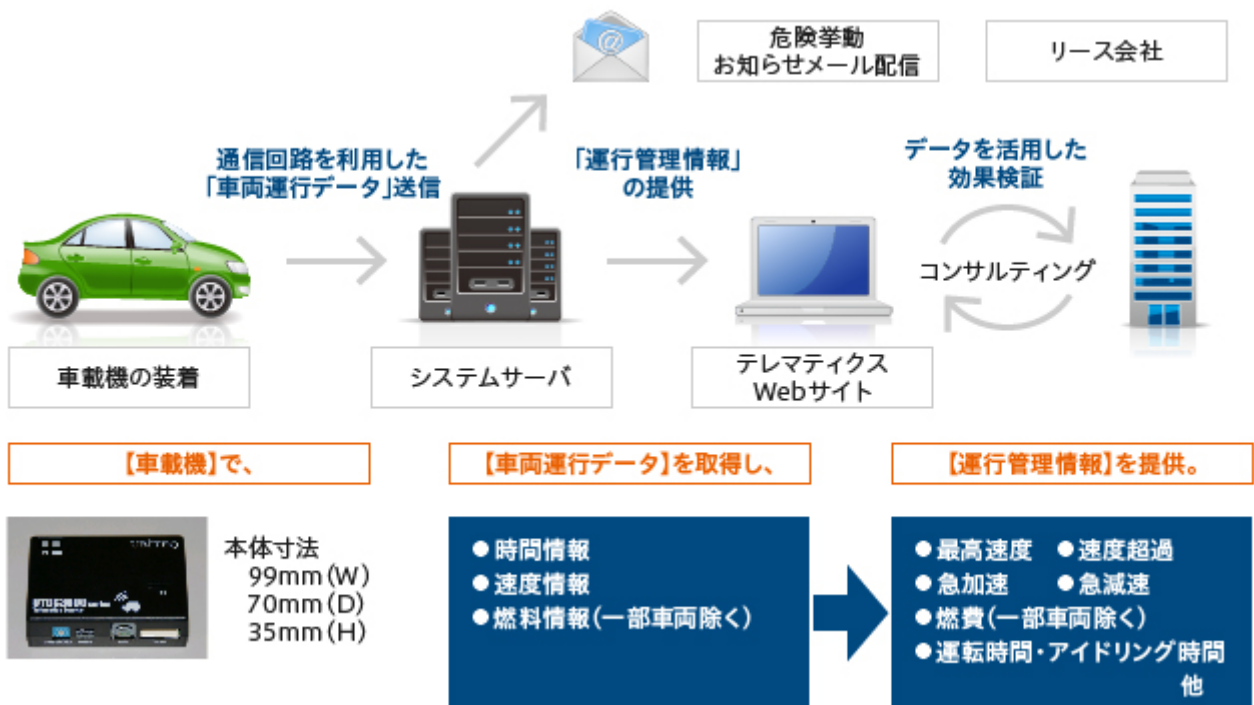 危険挙動
お知らせメール配信
リース会社
通信回路を利用した
「車両運行データ」送信
「運行管理情報」
の提供
データを活用した
効果検証
コンサルティング
車載機の装着
システムサーバ
テレマティクス
Webサイト
【車載機】で、
【車両運行データ】を取得し、
【運行管理情報】を提供。
本体寸法
99mm(W)
70mm(D)
35mm(H)
●時間情報
●速度情報
●燃料情報(一部車両除く)
●最高速度 ●速度超過
●急加速 ●急減速
●燃費(一部車両除く)
●運転時間・アイドリング時間
他